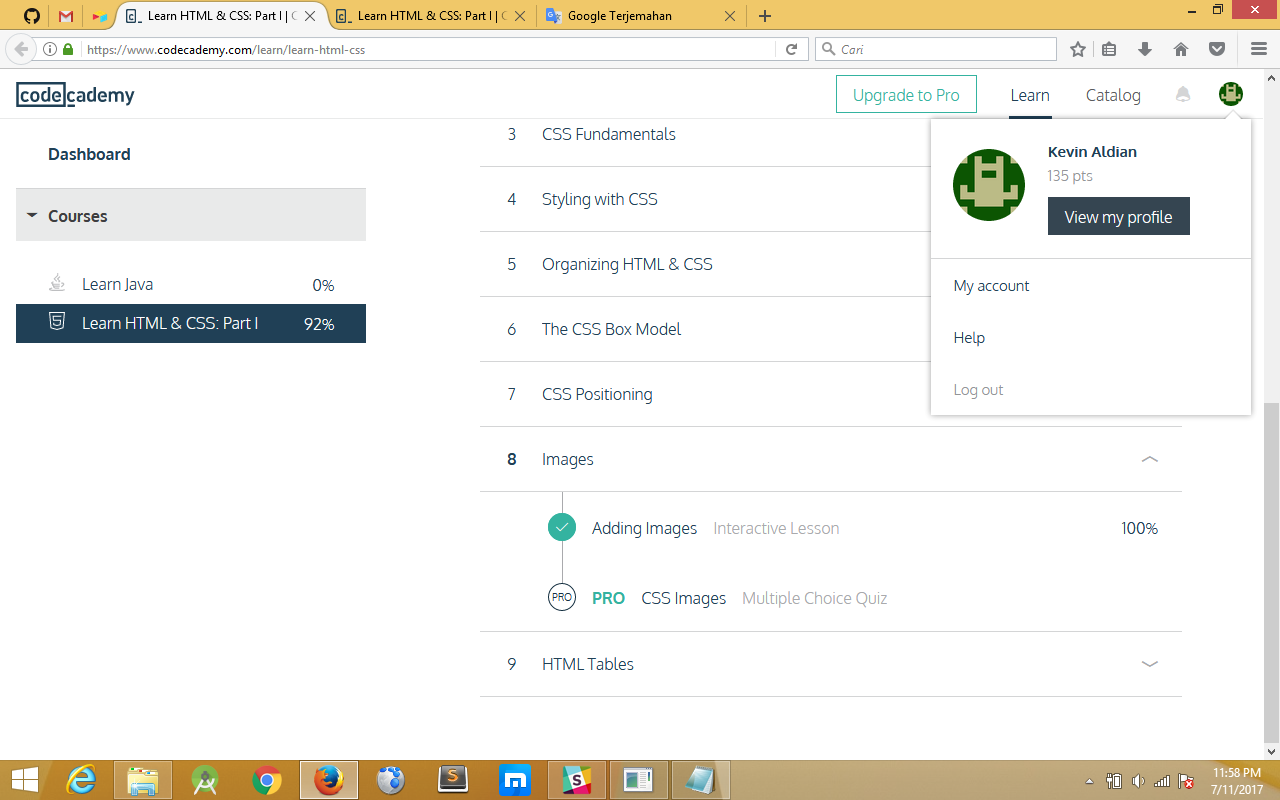 Learn HTML & CSS: Part I | C
Learn HTML & CSS: Part I | C
Google Terjemahan
https://www.codecademy.com/learn/learn-html-css
Cari
codecademy
Upgrade to Pro
Learn
Catalog
Dashboard
Courses
Learn Java 0%
Learn HTML & CSS: Part I 92%
3 CSS Fundamentals
4 Styling with CSS
5 Organizing HTML & CSS
6 The CSS Box Model
7 CSS Positioning
8 Images
Adding Images Interactive Lesson 100%
PRO PRO CSS Images Multiple Choice Quiz
9 HTML Tables
Kevin Aldian
135 pts
View my profile
My account
Help
Log out
11:58 PM
7/11/2017